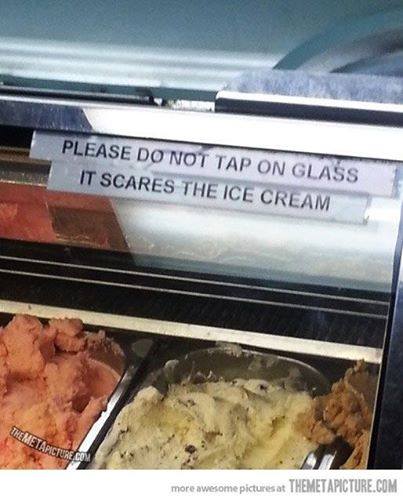 PLEASE DO NOT TAP ON GLASS
IT SCARES THE ICE CREAM
THEMETAPICTURE.COM
more awesome pictures at THEMETAPICTURE.COM